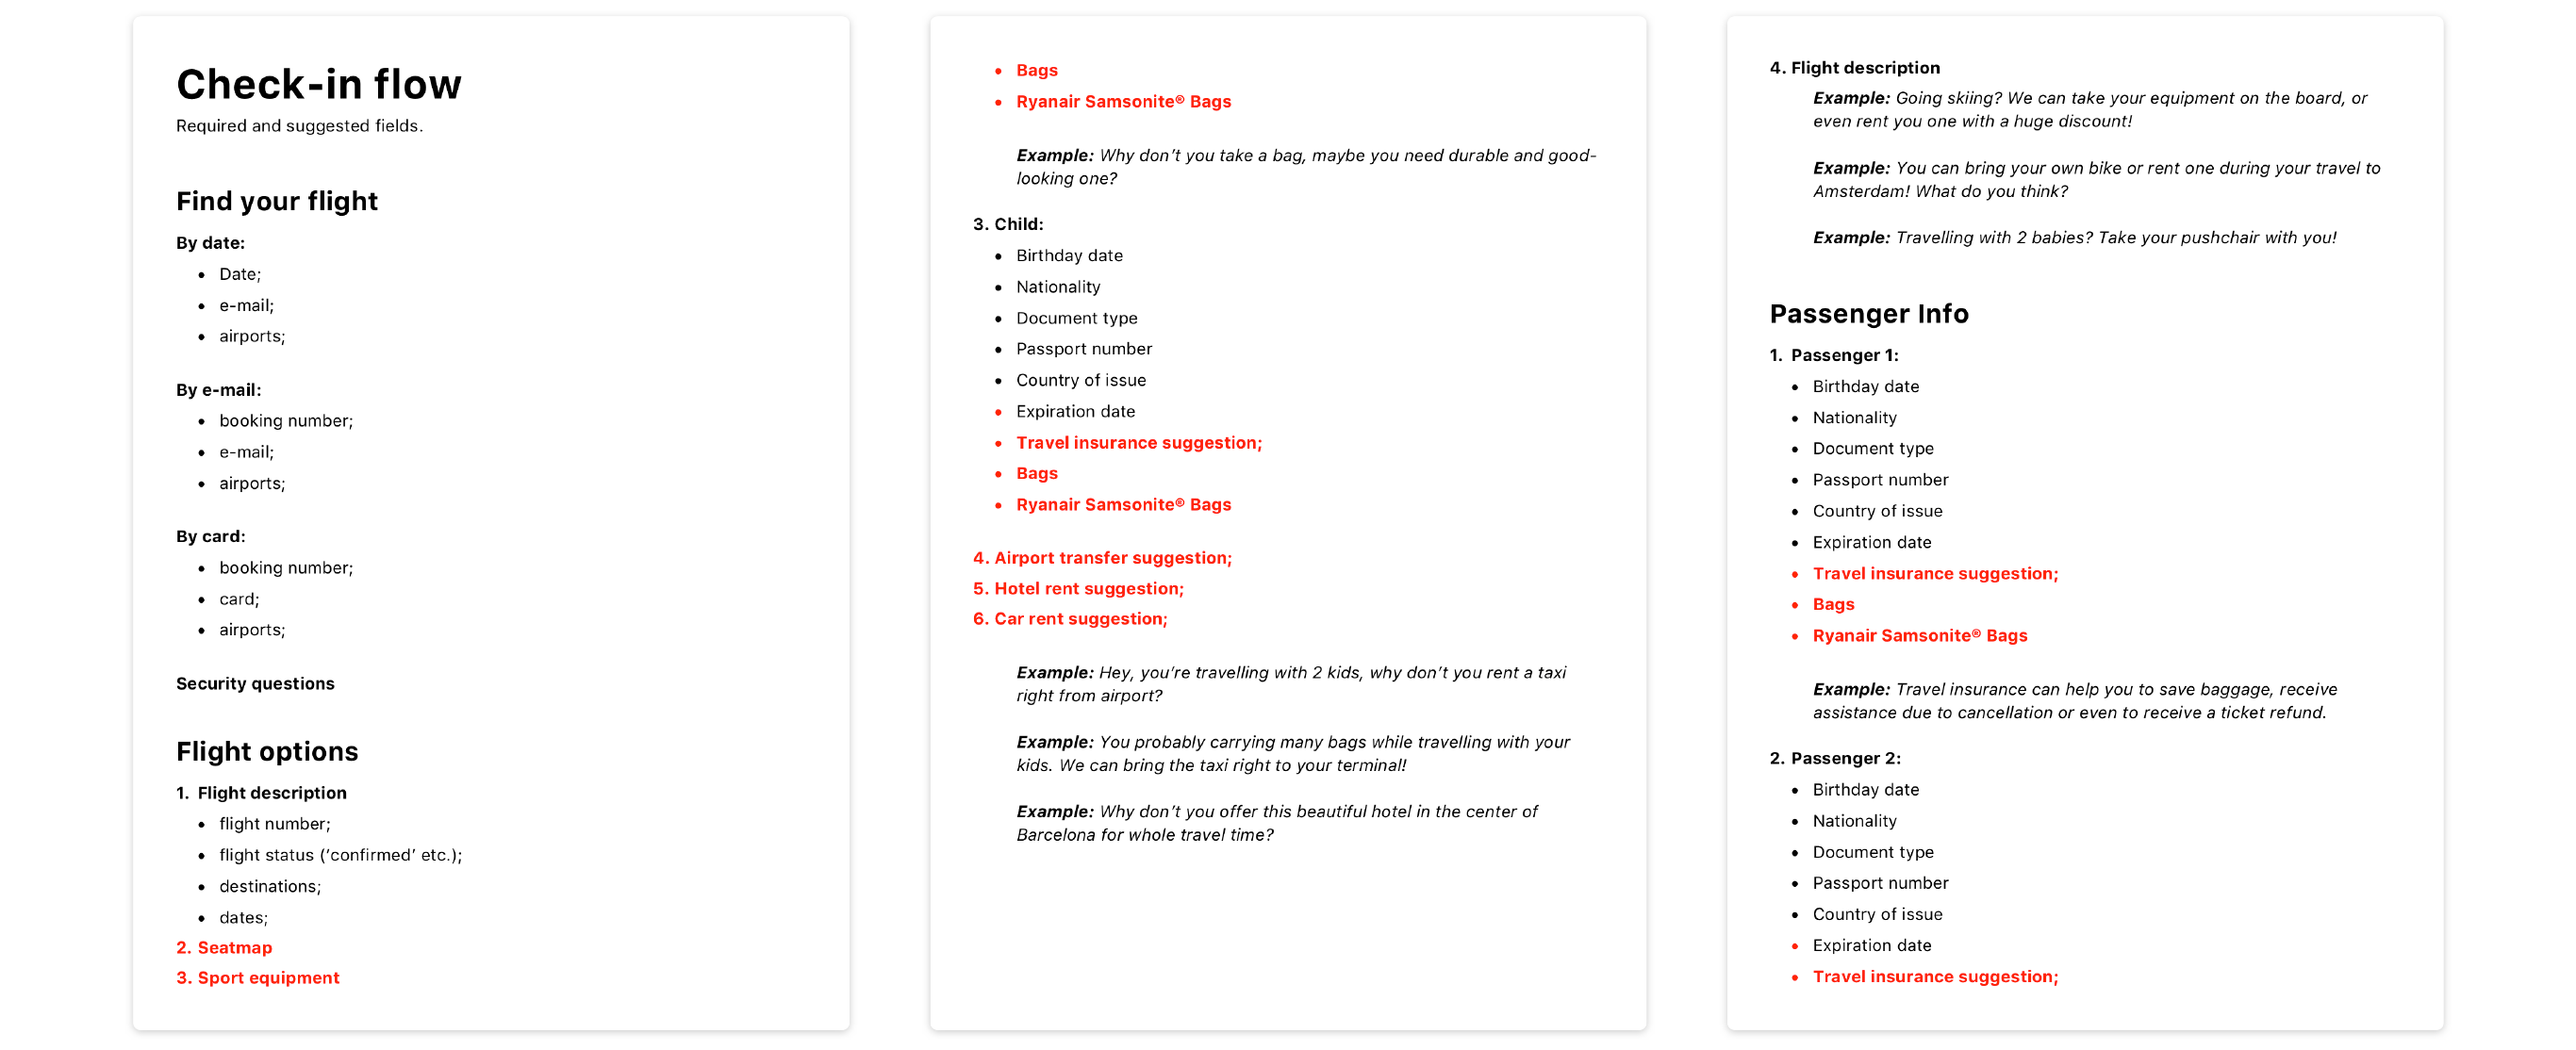 Check-in flow
Required and suggested fields.
Find your flight
By date:
• Date;
• e-mail;
• airports;
By e-mail:
• booking number;
• e-mail;
• airports;
By card:
• booking number;
• card;
• airports;
Security questions
Flight options
1. Flight description
• flight number;
• flight status (‘confirmed’ etc.);
• destinations;
• dates;
2. Seatmap
3. Sport equipment
• Bags
• Ryanair Samsonite® Bags
Example: Why don’t you take a bag, maybe you need durable and good-
looking one?
3. Child:
• Birthday date
• Nationality
• Document type
• Passport number
• Country of issue
• Expiration date
• Travel insurance suggestion;
• Bags
• Ryanair Samsonite® Bags
4. Airport transfer suggestion;
5. Hotel rent suggestion;
6. Car rent suggestion;
Example: Hey, you’re travelling with 2 kids, why don’t you rent a taxi
right from airport?
Example: You probably carrying many bags while travelling with your
kids. We can bring the taxi right to your terminal!
Example: Why don’t you offer this beautiful hotel in the center of
Barcelona for whole travel time?
4. Flight description
Example: Going skiing? We can take your equipment on the board, or
even rent you one with a huge discount!
Example: You can bring your own bike or rent one during your travel to
Amsterdam! What do you think?
Example: Travelling with 2 babies? Take your pushchair with you!
Passenger Info
1. Passenger 1:
• Birthday date
• Nationality
• Document type
• Passport number
• Country of issue
• Expiration date
• Travel insurance suggestion;
• Bags
• Ryanair Samsonite® Bags
Example: Travel insurance can help you to save baggage, receive
assistance due to cancellation or even to receive a ticket refund.
2. Passenger 2:
• Birthday date
• Nationality
• Document type
• Passport number
• Country of issue
• Expiration date
• Travel insurance suggestion;